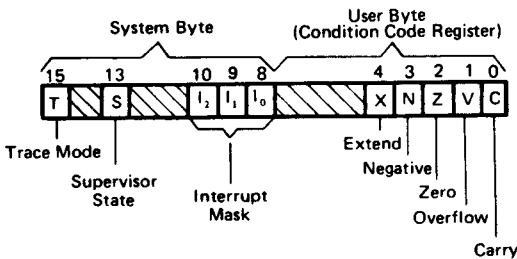 System Byte
User Byte
(Condition Code Register)
15 13 10 9 8 4 3 2 1 0
T S I₂ I₁ I₀ X N Z V C
Trace Mode
Supervisor
State
Interrupt
Mask
Extend
Negative
Zero
Overflow
Carry